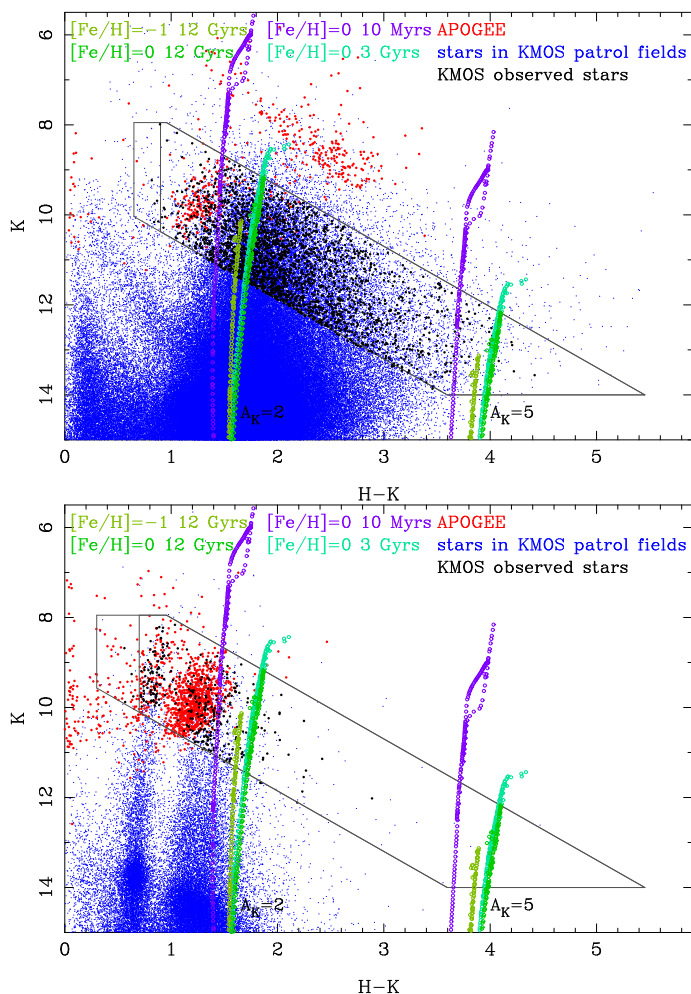 [Fe/H]=−1 12 Gyrs [Fe/H]=0 10 Myrs APOGEE
[Fe/H]=0 12 Gyrs [Fe/H]=0 3 Gyrs stars in KMOS patrol fields
KMOS observed stars
6
8
10
12
14
K
A_K=2 A_K=5
0 1 2 3 4 5
H−K
[Fe/H]=−1 12 Gyrs [Fe/H]=0 10 Myrs APOGEE
[Fe/H]=0 12 Gyrs [Fe/H]=0 3 Gyrs stars in KMOS patrol fields
KMOS observed stars
6
8
10
12
14
K
A_K=2 A_K=5
0 1 2 3 4 5
H−K